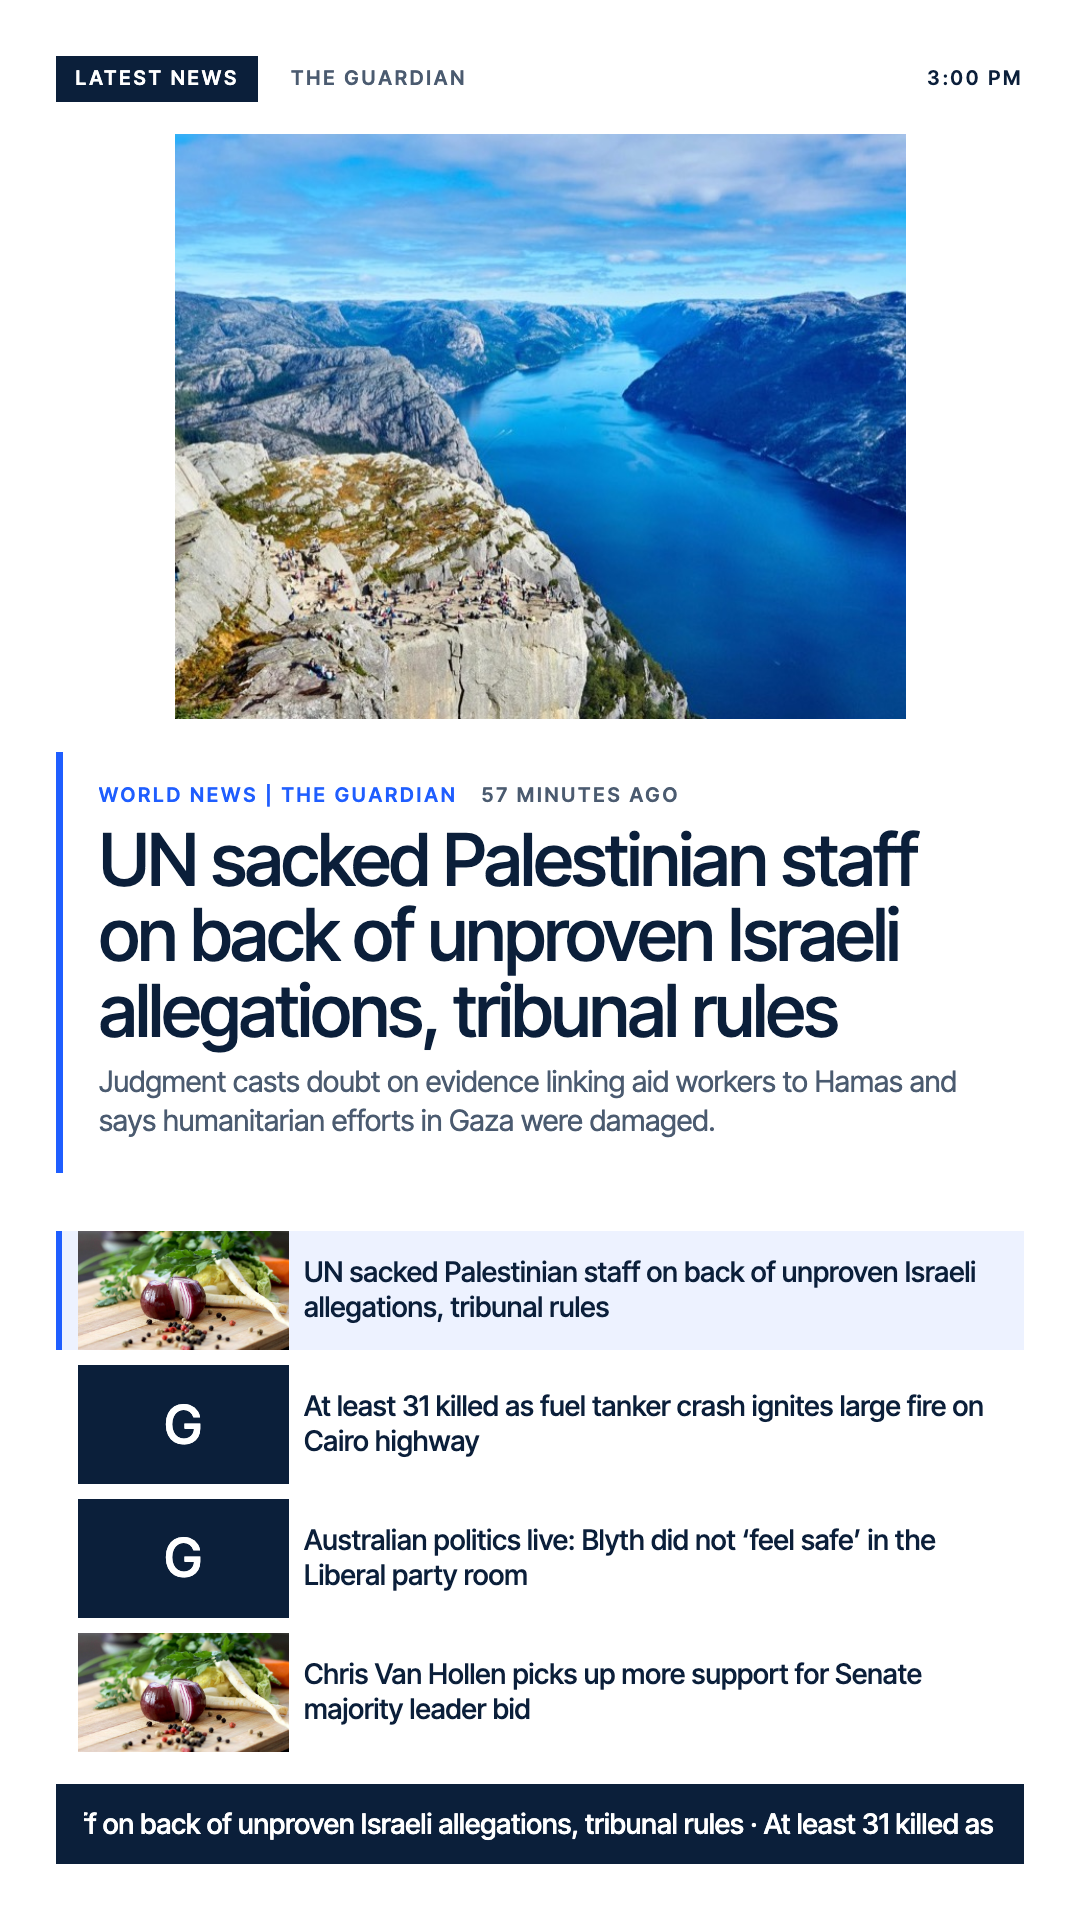 LATEST NEWS
THE GUARDIAN
3:00 PM
WORLD NEWS | THE GUARDIAN 57 MINUTES AGO
UN sacked Palestinian staff
on back of unproven Israeli
allegations, tribunal rules
Judgment casts doubt on evidence linking aid workers to Hamas and
says humanitarian efforts in Gaza were damaged.
UN sacked Palestinian staff on back of unproven Israeli
allegations, tribunal rules
G
At least 31 killed as fuel tanker crash ignites large fire on
Cairo highway
G
Australian politics live: Blyth did not ‘feel safe’ in the
Liberal party room
Chris Van Hollen picks up more support for Senate
majority leader bid
f on back of unproven Israeli allegations, tribunal rules · At least 31 killed as